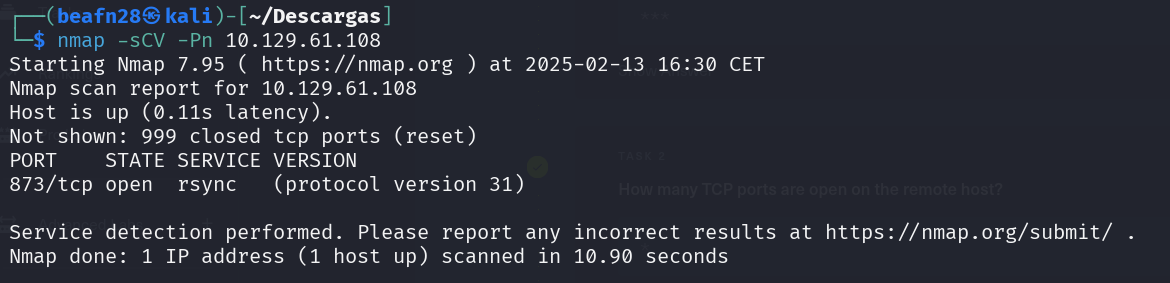 ┌──(beafn28㉿kali)-[~/Descargas]
└─$ nmap -sCV -Pn 10.129.61.108
Starting Nmap 7.95 ( https://nmap.org ) at 2025-02-13 16:30 CET
Nmap scan report for 10.129.61.108
Host is up (0.11s latency).
Not shown: 999 closed tcp ports (reset)
PORT    STATE SERVICE VERSION
873/tcp open  rsync   (protocol version 31)
TASK 2
How many TCP ports are open on the remote host?
Service detection performed. Please report any incorrect results at https://nmap.org/submit/ .
Nmap done: 1 IP address (1 host up) scanned in 10.90 seconds